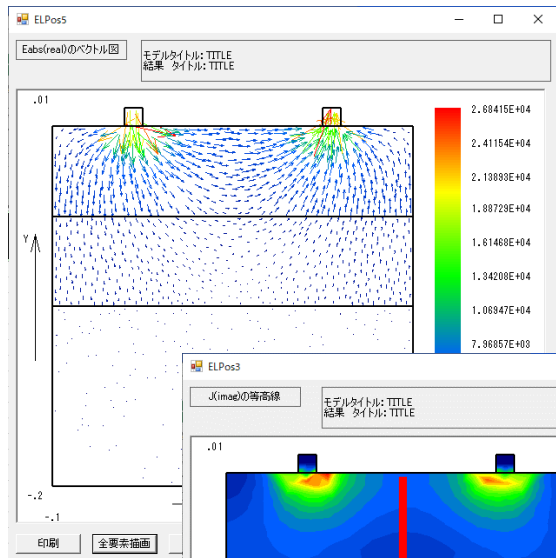 ELPos5
Eabs(real)のベクトル図
モデルタイトル: TITLE
結果 タイトル: TITLE
.01
2.68415E+04
2.41154E+04
2.13893E+04
1.88729E+04
1.61468E+04
1.34208E+04
1.06947E+04
7.96857E+03
Y
-.2
-.1
印刷
全要素描画
ELPos3
J(imag)の等高線
モデルタイトル: TITLE
結果 タイトル: TITLE
.01